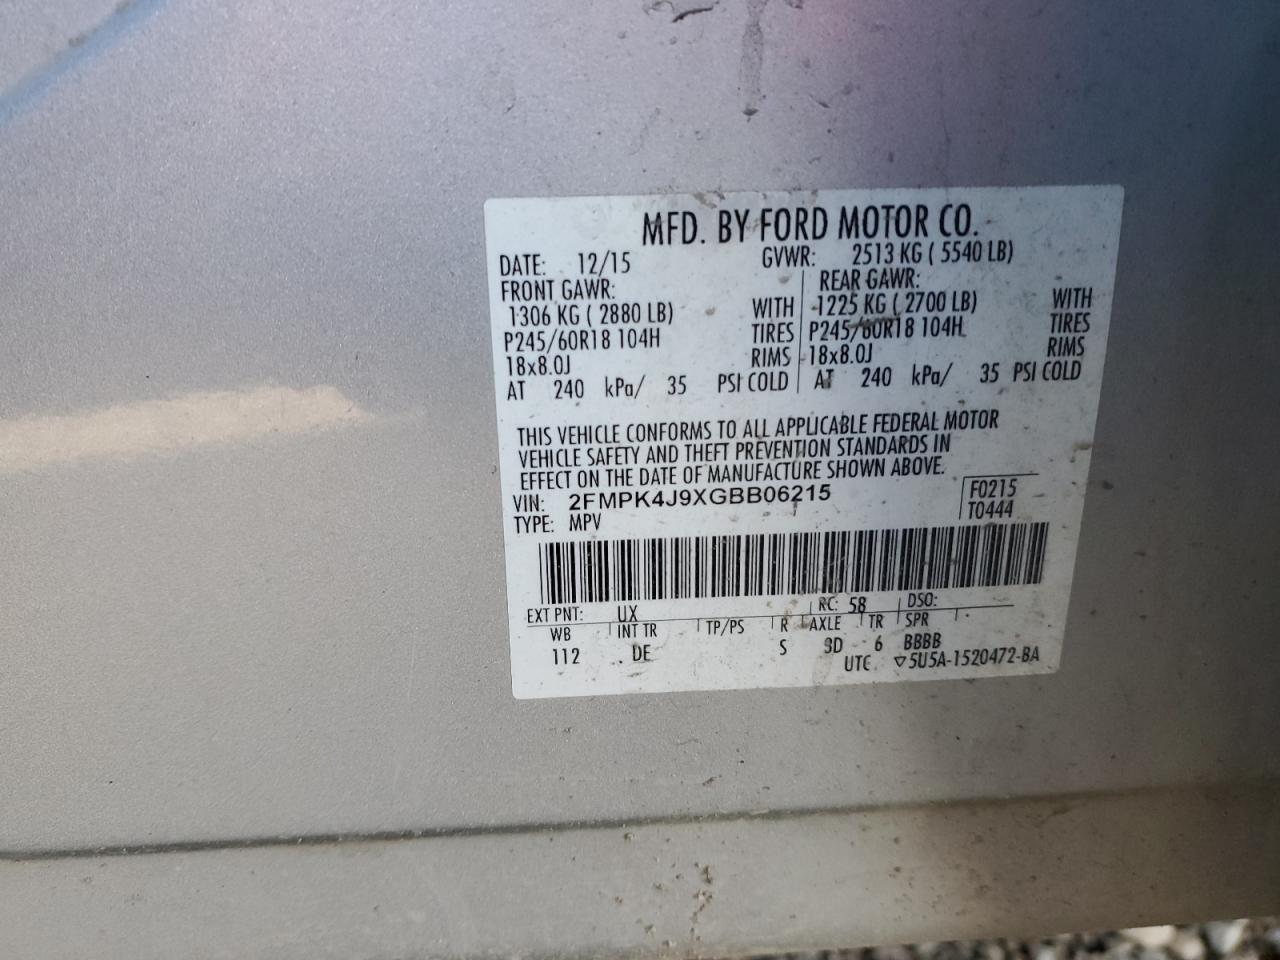 MFD. BY FORD MOTOR CO.
DATE: 12/15 GVWR: 2513 KG ( 5540 LB)
FRONT GAWR: REAR GAWR:
1306 KG ( 2880 LB) WITH 1225 KG ( 2700 LB) WITH
P245/60R18 104H TIRES P245/60R18 104H TIRES
18x8.0J RIMS 18x8.0J RIMS
AT 240 kPa/ 35 PSI COLD AT 240 kPa/ 35 PSI COLD
THIS VEHICLE CONFORMS TO ALL APPLICABLE FEDERAL MOTOR
VEHICLE SAFETY AND THEFT PREVENTION STANDARDS IN
EFFECT ON THE DATE OF MANUFACTURE SHOWN ABOVE.
VIN: 2FMPK4J9XGBB06215 F0215
TYPE: MPV T0444
EXT PNT: UX RC: 58 DSO:
WB INT TR TP/PS R AXLE TR SPR
112 DE S 3D 6 BBBB
UTC ▽5U5A-1520472-BA